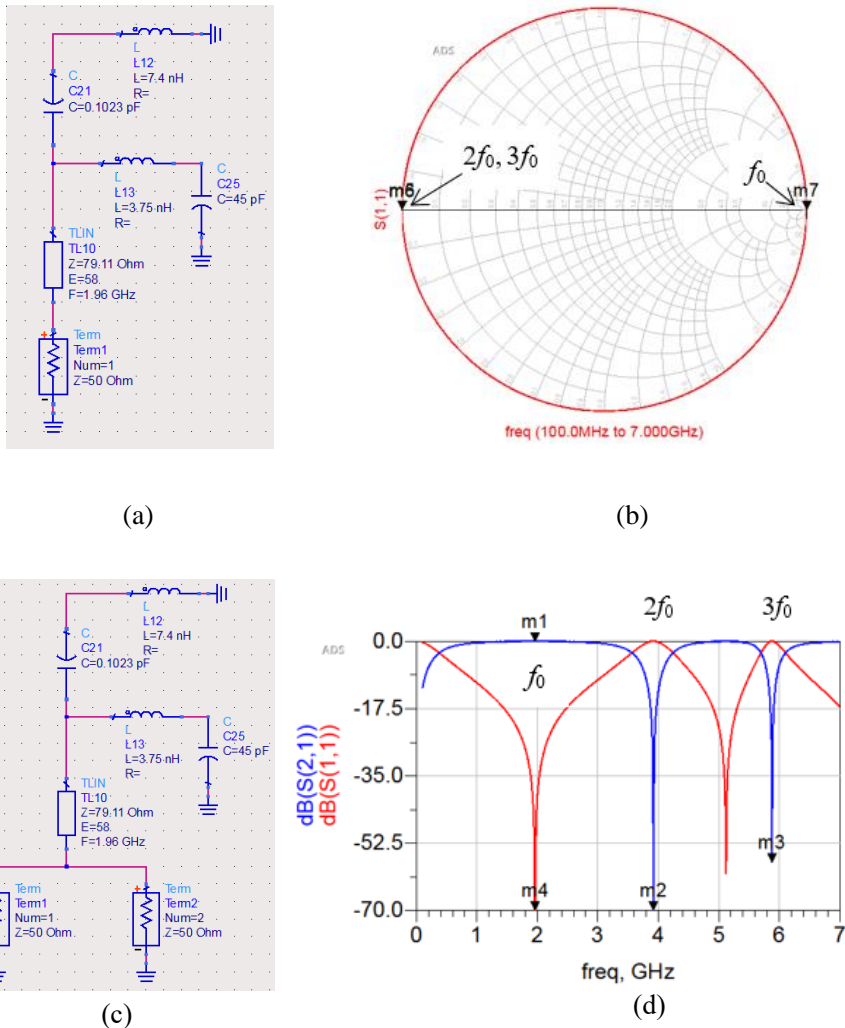 L
L12
L=7.4 nH
R=
C
C21
C=0.1023 pF
L
L13
L=3.75 nH
R=
C
C25
C=45 pF
TLIN
TL10
Z=79.11 Ohm
E=58
F=1.96 GHz
Term
Term1
Num=1
Z=50 Ohm
(a)
ADS
2f₀, 3f₀
f₀
m6
m7
S(1,1)
freq (100.0MHz to 7.000GHz)
(b)
L
L12
L=7.4 nH
R=
C
C21
C=0.1023 pF
L
L13
L=3.75 nH
R=
C
C25
C=45 pF
TLIN
TL10
Z=79.11 Ohm
E=58
F=1.96 GHz
Term
Term1
Num=1
Z=50 Ohm
Term
Term2
Num=2
Z=50 Ohm
(c)
ADS
m1
2f₀
3f₀
f₀
m4
m2
m3
dB(S(2,1))
dB(S(1,1))
0.0
-17.5
-35.0
-52.5
-70.0
0 1 2 3 4 5 6 7
freq, GHz
(d)